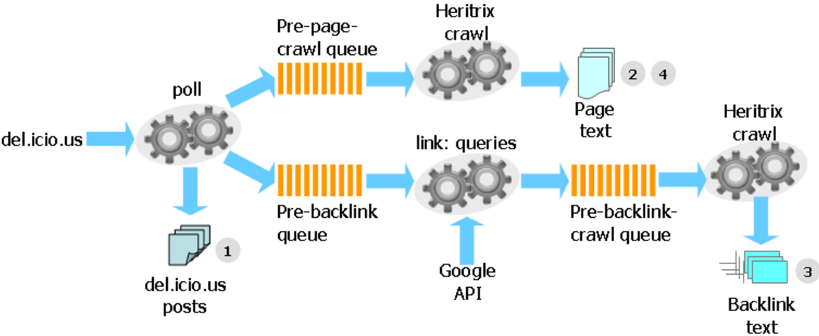 Pre-page-
crawl queue
Heritrix
crawl
poll
2 4
Page
text
del.icio.us
link: queries
Heritrix
crawl
Pre-backlink
queue
Pre-backlink-
crawl queue
1
del.icio.us
posts
Google
API
3
Backlink
text